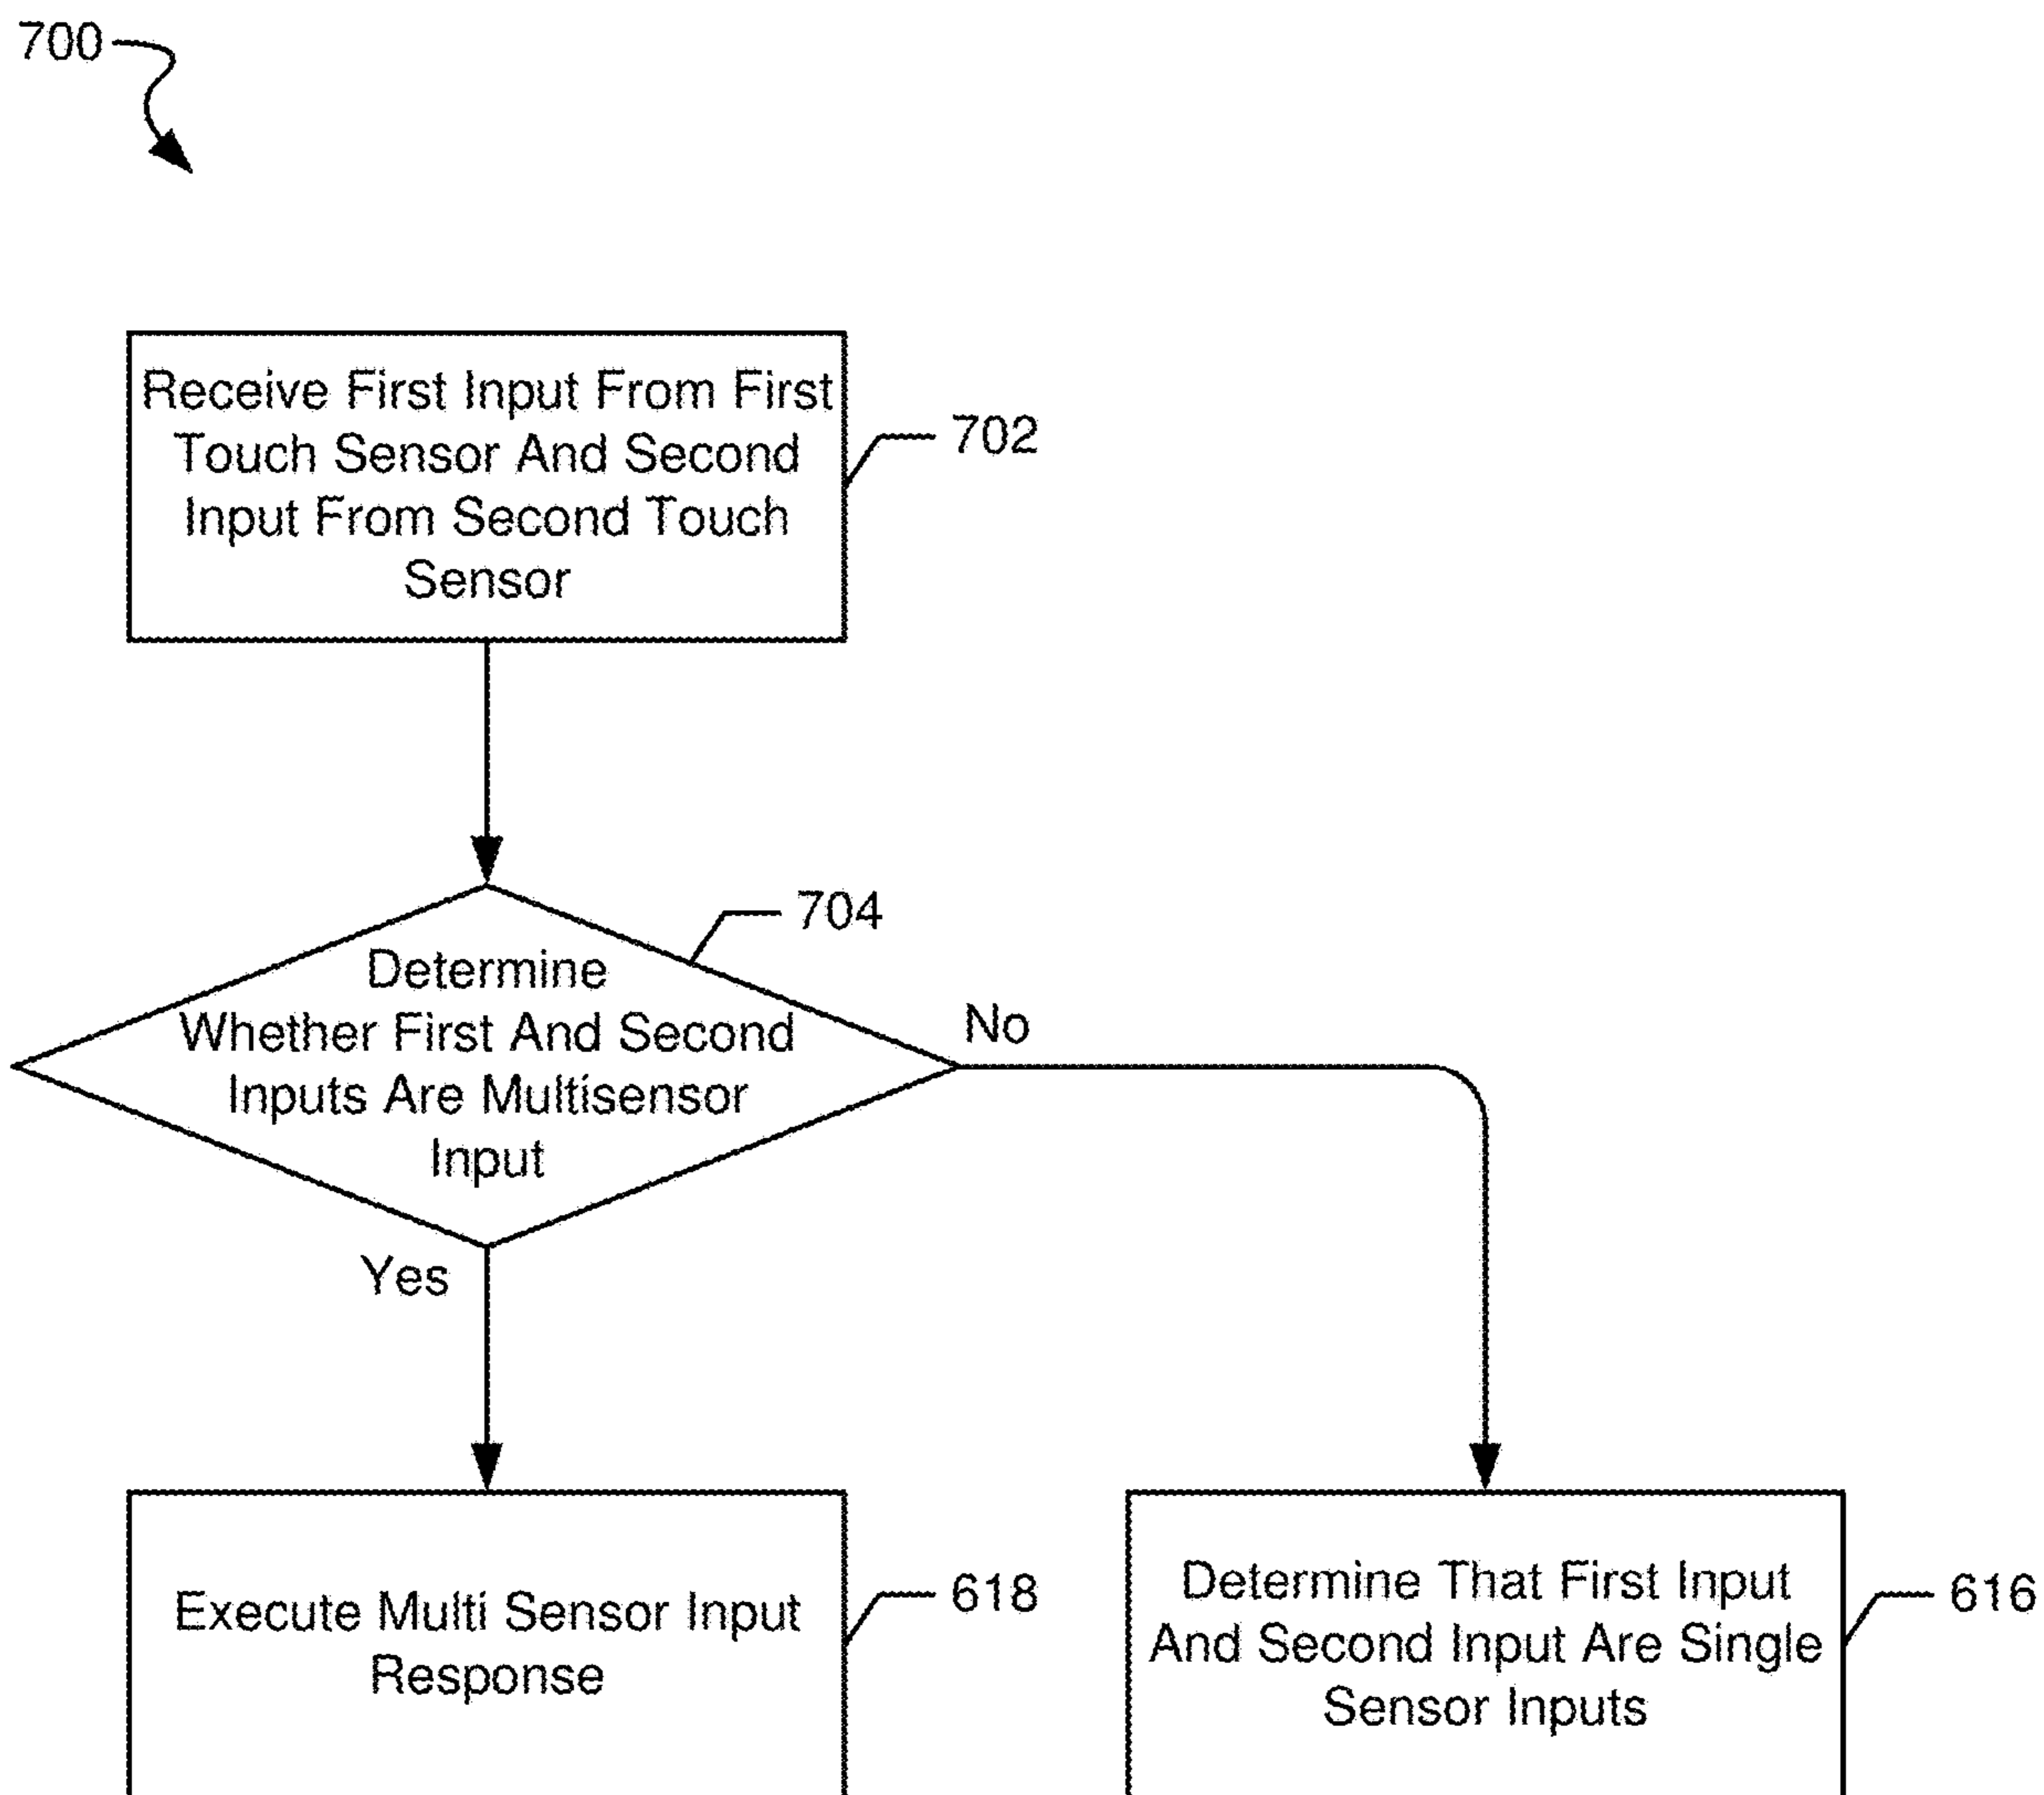 700
Receive First Input From First
Touch Sensor And Second
Input From Second Touch
Sensor
702
704
Determine
Whether First And Second
Inputs Are Multisensor
Input
No
Yes
Execute Multi Sensor Input
Response
618
Determine That First Input
And Second Input Are Single
Sensor Inputs
616